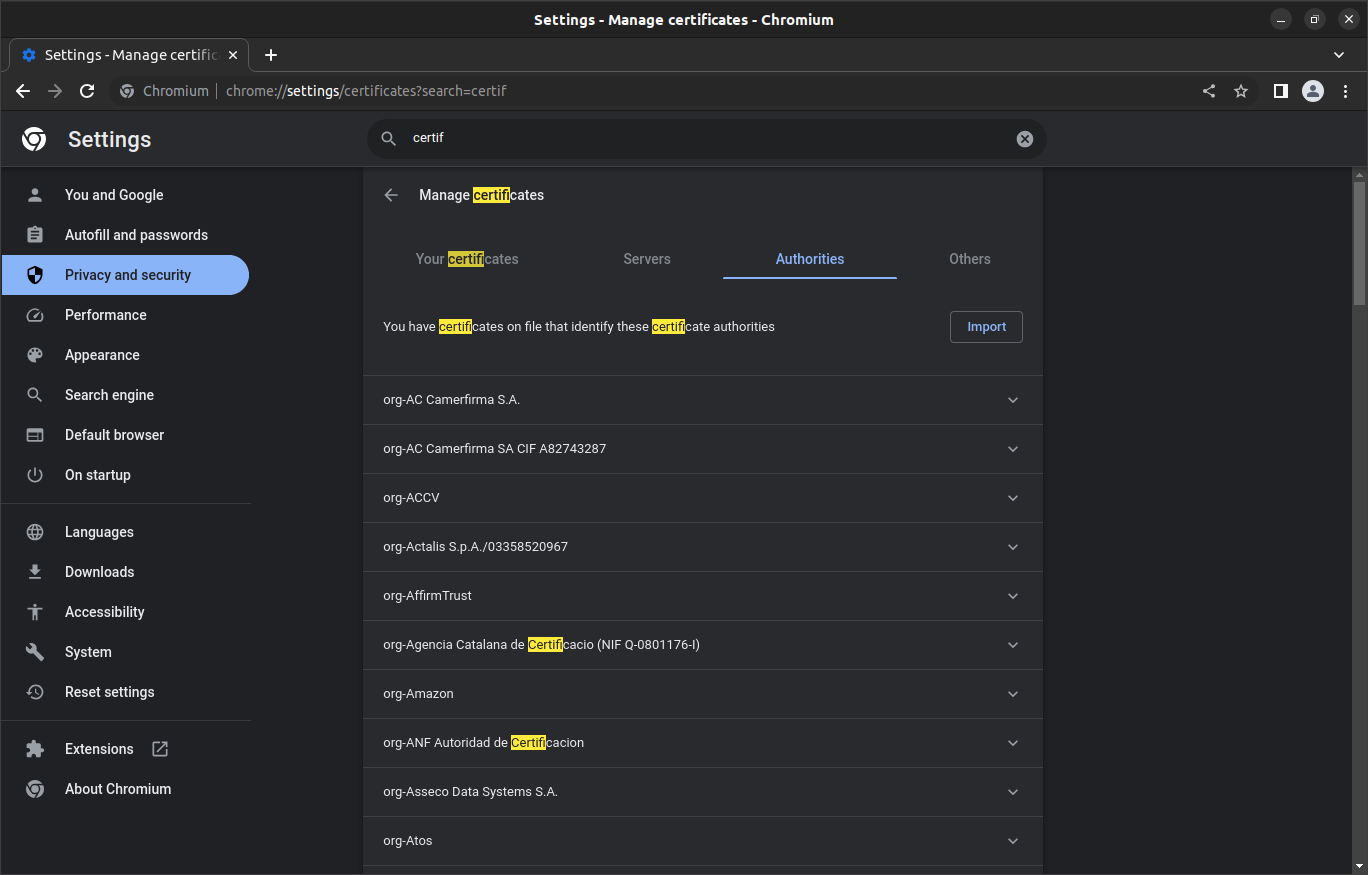 Settings - Manage certificates - Chromium
Settings - Manage certific
Chromium | chrome://settings/certificates?search=certif
Settings
certif
You and Google
Autofill and passwords
Privacy and security
Performance
Appearance
Search engine
Default browser
On startup
Languages
Downloads
Accessibility
System
Reset settings
Extensions
About Chromium
Manage certificates
Your certificates Servers Authorities Others
You have certificates on file that identify these certificate authorities Import
org-AC Camerfirma S.A.
org-AC Camerfirma SA CIF A82743287
org-ACCV
org-Actalis S.p.A./03358520967
org-AffirmTrust
org-Agencia Catalana de Certificacio (NIF Q-0801176-I)
org-Amazon
org-ANF Autoridad de Certificacion
org-Asseco Data Systems S.A.
org-Atos